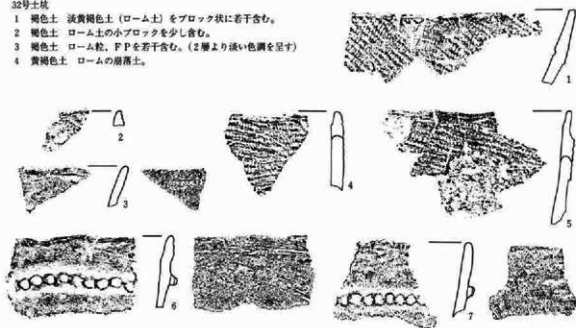 32号土坑
1 褐色土 淡黄褐色土（ローム土）をブロック状に若干含む。
2 褐色土 ローム土の小ブロックを少し含む。
3 褐色土 ローム粒、FPを若干含む。（2層より淡い色調を呈す）
4 黄褐色土 ロームの崩落土。
1
2
3
4
5
6
7